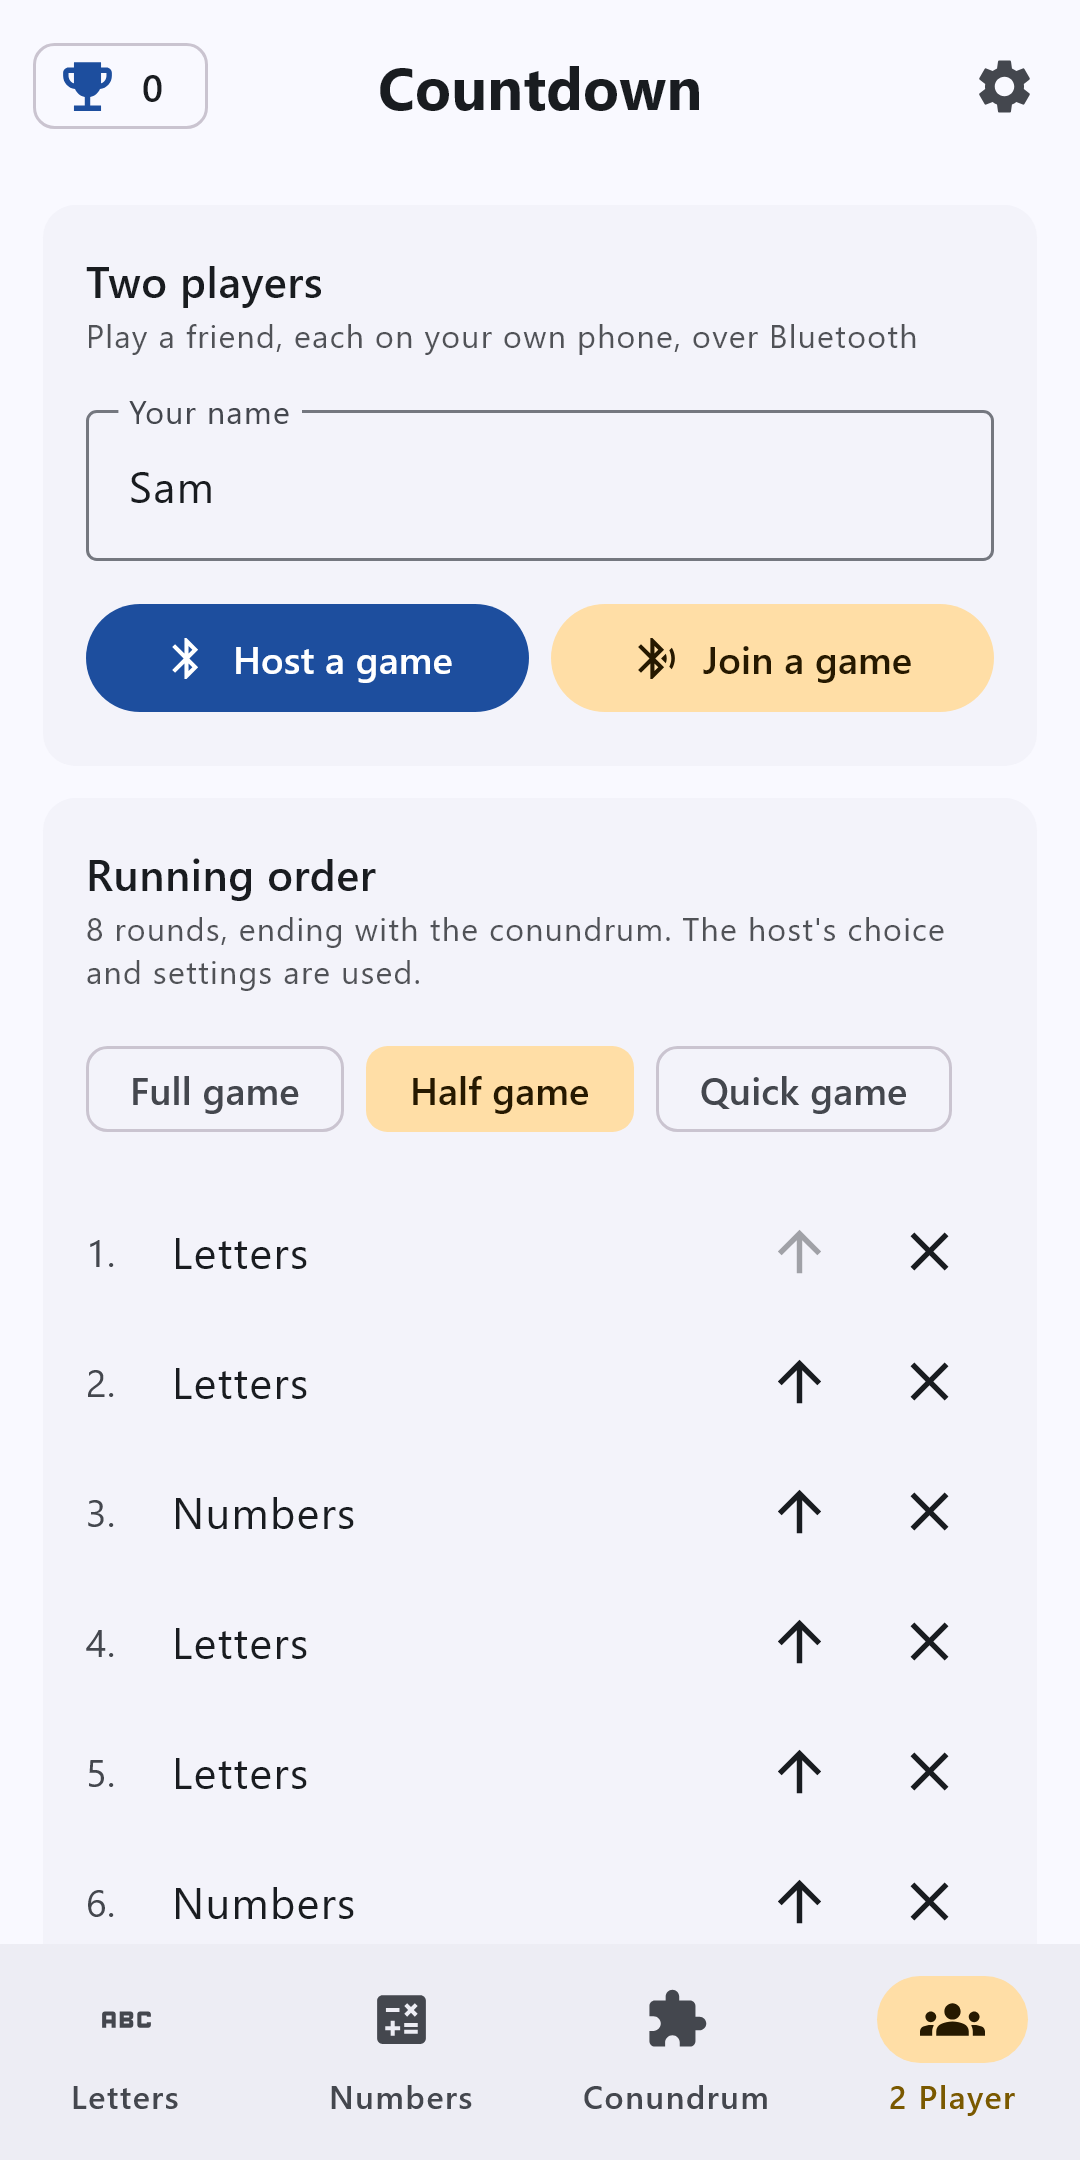 0
Countdown
Two players
Play a friend, each on your own phone, over Bluetooth
Your name
Sam
Host a game
Join a game
Running order
8 rounds, ending with the conundrum. The host's choice
and settings are used.
Full game
Half game
Quick game
1. Letters
2. Letters
3. Numbers
4. Letters
5. Letters
6. Numbers
ABC
Letters
Numbers
Conundrum
2 Player